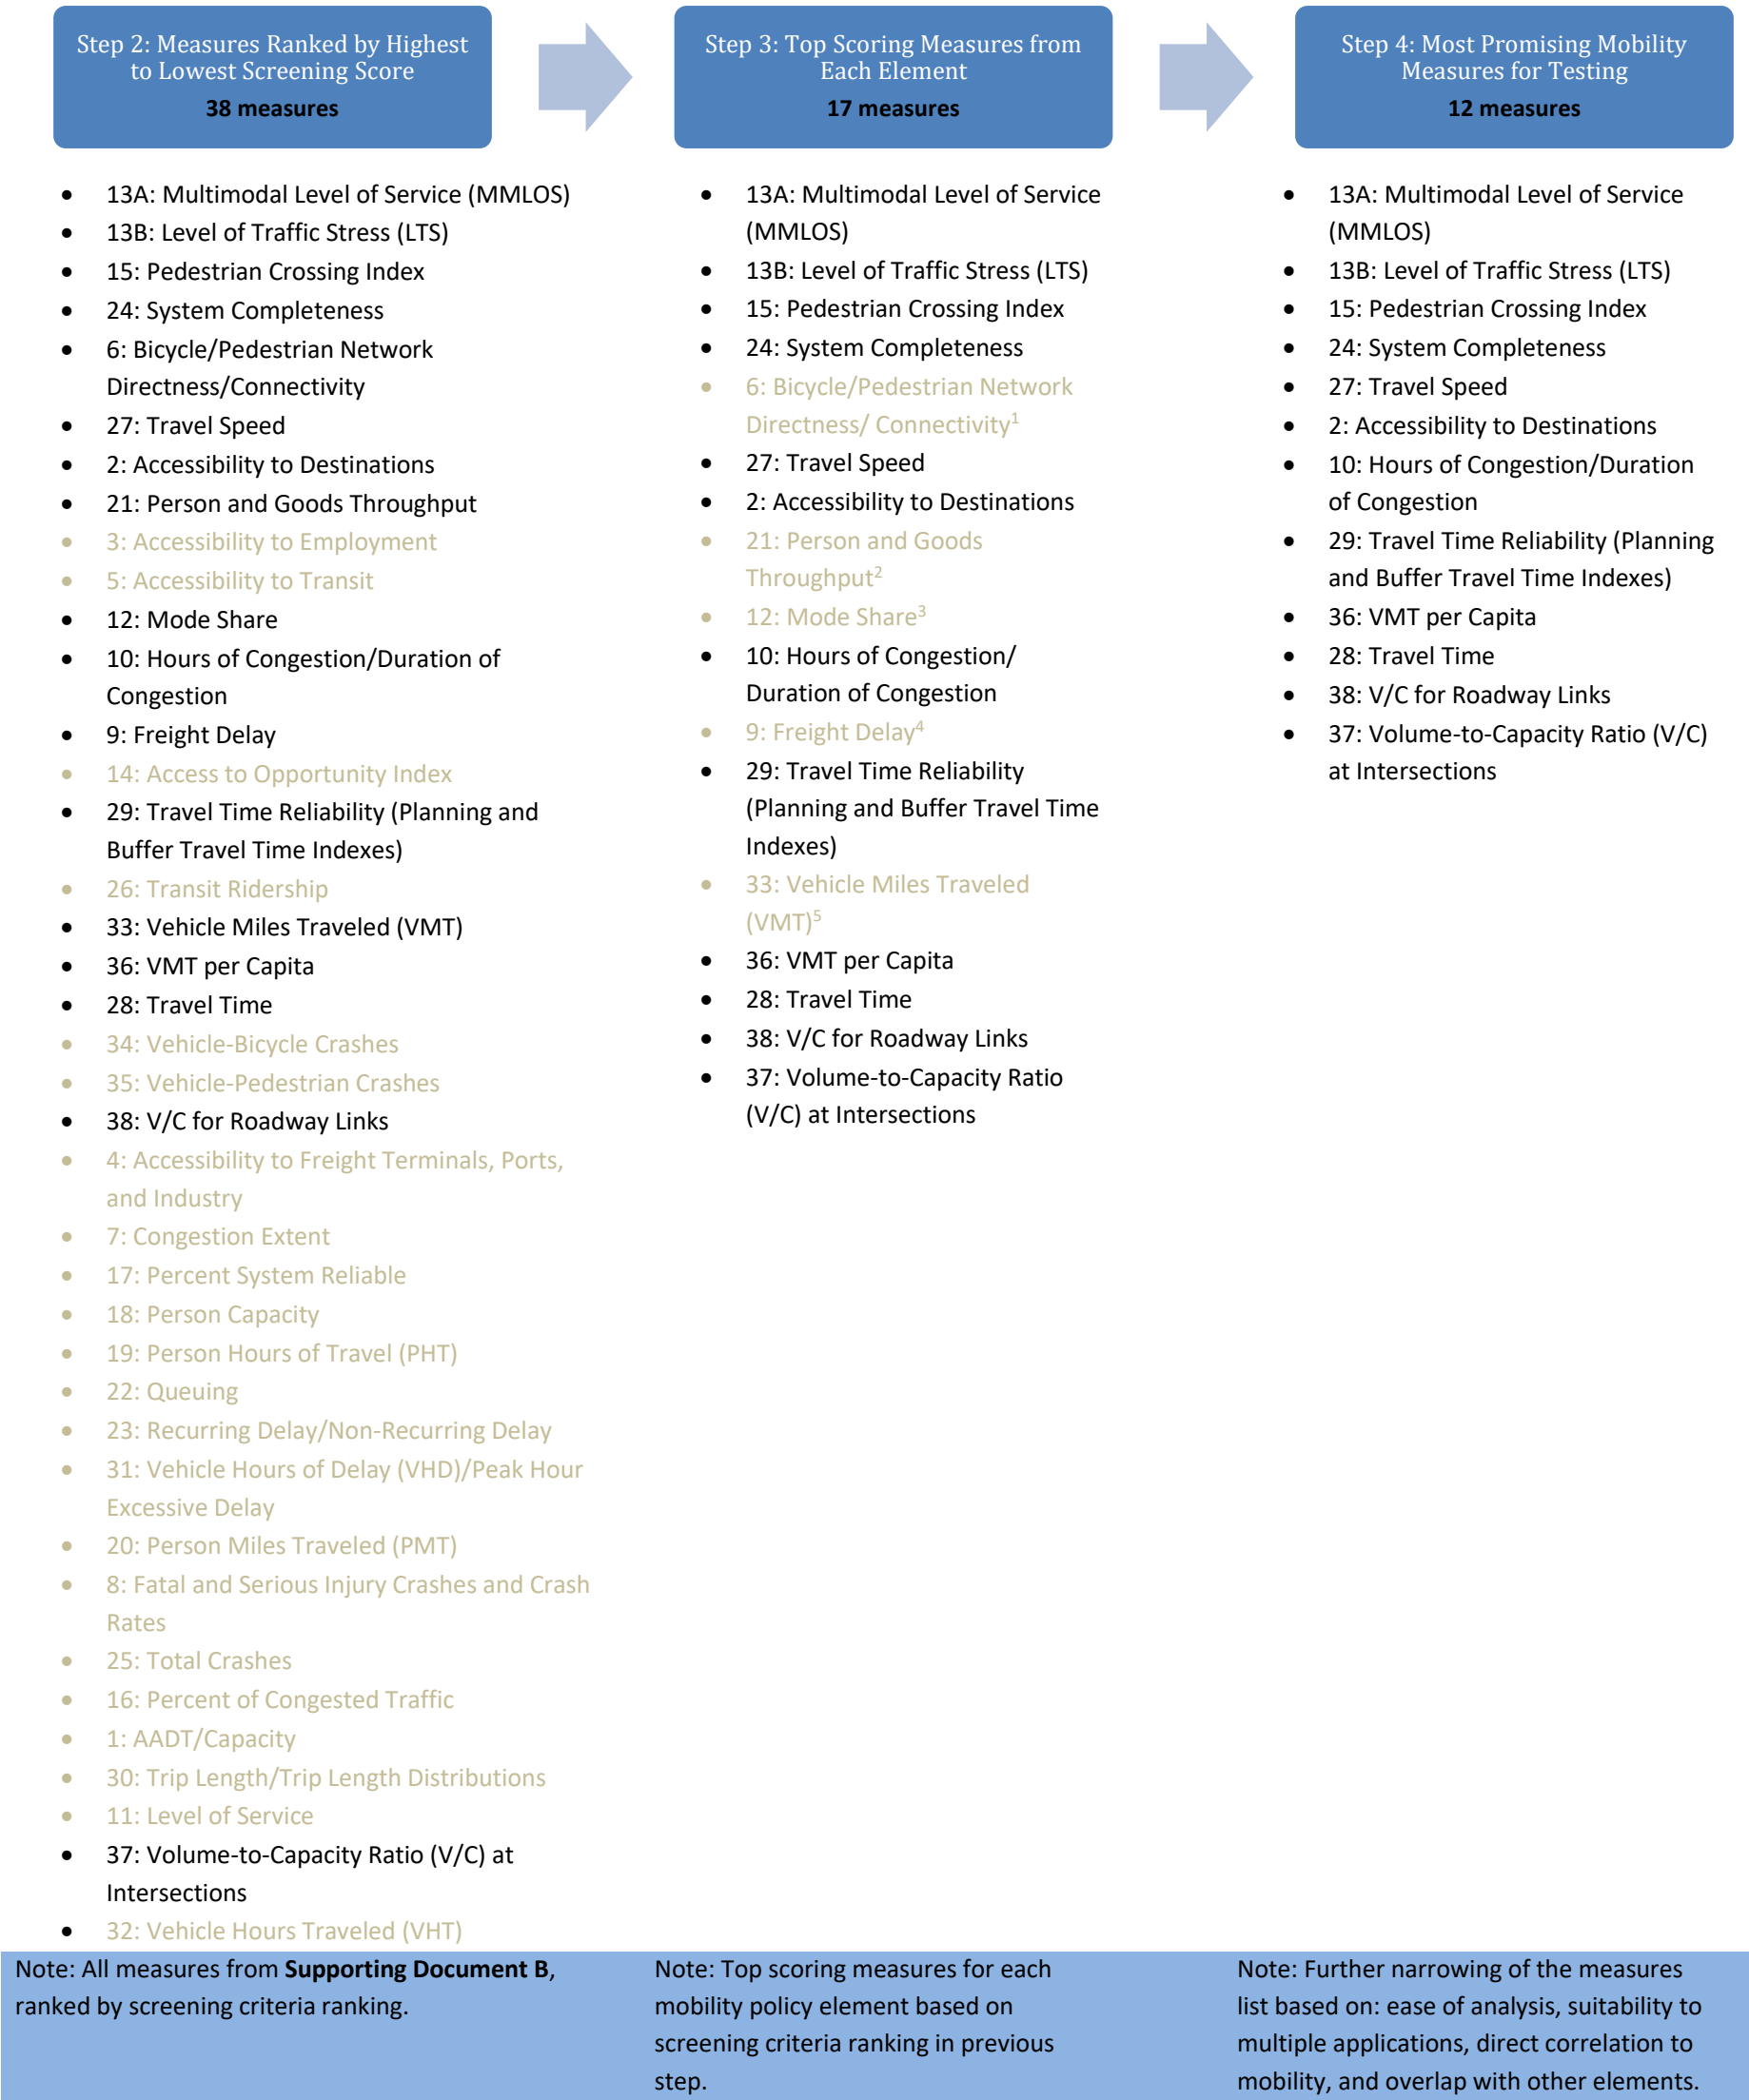 Step 2: Measures Ranked by Highest
to Lowest Screening Score
38 measures
• 13A: Multimodal Level of Service (MMLOS)
• 13B: Level of Traffic Stress (LTS)
• 15: Pedestrian Crossing Index
• 24: System Completeness
• 6: Bicycle/Pedestrian Network
Directness/Connectivity
• 27: Travel Speed
• 2: Accessibility to Destinations
• 21: Person and Goods Throughput
• 3: Accessibility to Employment
• 5: Accessibility to Transit
• 12: Mode Share
• 10: Hours of Congestion/Duration of
Congestion
• 9: Freight Delay
• 14: Access to Opportunity Index
• 29: Travel Time Reliability (Planning and
Buffer Travel Time Indexes)
• 26: Transit Ridership
• 33: Vehicle Miles Traveled (VMT)
• 36: VMT per Capita
• 28: Travel Time
• 34: Vehicle-Bicycle Crashes
• 35: Vehicle-Pedestrian Crashes
• 38: V/C for Roadway Links
• 4: Accessibility to Freight Terminals, Ports,
and Industry
• 7: Congestion Extent
• 17: Percent System Reliable
• 18: Person Capacity
• 19: Person Hours of Travel (PHT)
• 22: Queuing
• 23: Recurring Delay/Non-Recurring Delay
• 31: Vehicle Hours of Delay (VHD)/Peak Hour
Excessive Delay
• 20: Person Miles Traveled (PMT)
• 8: Fatal and Serious Injury Crashes and Crash
Rates
• 25: Total Crashes
• 16: Percent of Congested Traffic
• 1: AADT/Capacity
• 30: Trip Length/Trip Length Distributions
• 11: Level of Service
• 37: Volume-to-Capacity Ratio (V/C) at
Intersections
• 32: Vehicle Hours Traveled (VHT)
Note: All measures from Supporting Document B,
ranked by screening criteria ranking.
Step 3: Top Scoring Measures from
Each Element
17 measures
• 13A: Multimodal Level of Service
(MMLOS)
• 13B: Level of Traffic Stress (LTS)
• 15: Pedestrian Crossing Index
• 24: System Completeness
• 6: Bicycle/Pedestrian Network
Directness/ Connectivity¹
• 27: Travel Speed
• 2: Accessibility to Destinations
• 21: Person and Goods
Throughput²
• 12: Mode Share³
• 10: Hours of Congestion/
Duration of Congestion
• 9: Freight Delay⁴
• 29: Travel Time Reliability
(Planning and Buffer Travel Time
Indexes)
• 33: Vehicle Miles Traveled
(VMT)⁵
• 36: VMT per Capita
• 28: Travel Time
• 38: V/C for Roadway Links
• 37: Volume-to-Capacity Ratio
(V/C) at Intersections
Note: Top scoring measures for each
mobility policy element based on
screening criteria ranking in previous
step.
Step 4: Most Promising Mobility
Measures for Testing
12 measures
• 13A: Multimodal Level of Service
(MMLOS)
• 13B: Level of Traffic Stress (LTS)
• 15: Pedestrian Crossing Index
• 24: System Completeness
• 27: Travel Speed
• 2: Accessibility to Destinations
• 10: Hours of Congestion/Duration
of Congestion
• 29: Travel Time Reliability (Planning
and Buffer Travel Time Indexes)
• 36: VMT per Capita
• 28: Travel Time
• 38: V/C for Roadway Links
• 37: Volume-to-Capacity Ratio (V/C)
at Intersections
Note: Further narrowing of the measures
list based on: ease of analysis, suitability to
multiple applications, direct correlation to
mobility, and overlap with other elements.